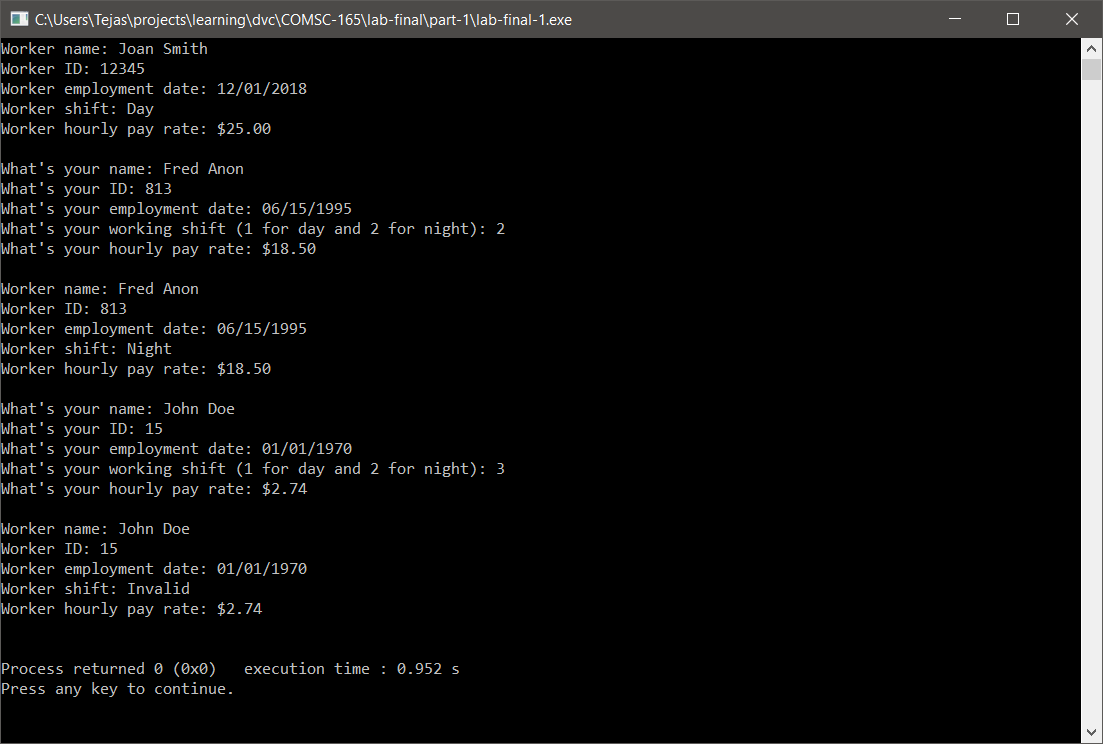 C:\Users\Tejas\projects\learning\dvc\COMSC-165\lab-final\part-1\lab-final-1.exe
Worker name: Joan Smith
Worker ID: 12345
Worker employment date: 12/01/2018
Worker shift: Day
Worker hourly pay rate: $25.00
What's your name: Fred Anon
What's your ID: 813
What's your employment date: 06/15/1995
What's your working shift (1 for day and 2 for night): 2
What's your hourly pay rate: $18.50
Worker name: Fred Anon
Worker ID: 813
Worker employment date: 06/15/1995
Worker shift: Night
Worker hourly pay rate: $18.50
What's your name: John Doe
What's your ID: 15
What's your employment date: 01/01/1970
What's your working shift (1 for day and 2 for night): 3
What's your hourly pay rate: $2.74
Worker name: John Doe
Worker ID: 15
Worker employment date: 01/01/1970
Worker shift: Invalid
Worker hourly pay rate: $2.74
Process returned 0 (0x0)   execution time : 0.952 s
Press any key to continue.